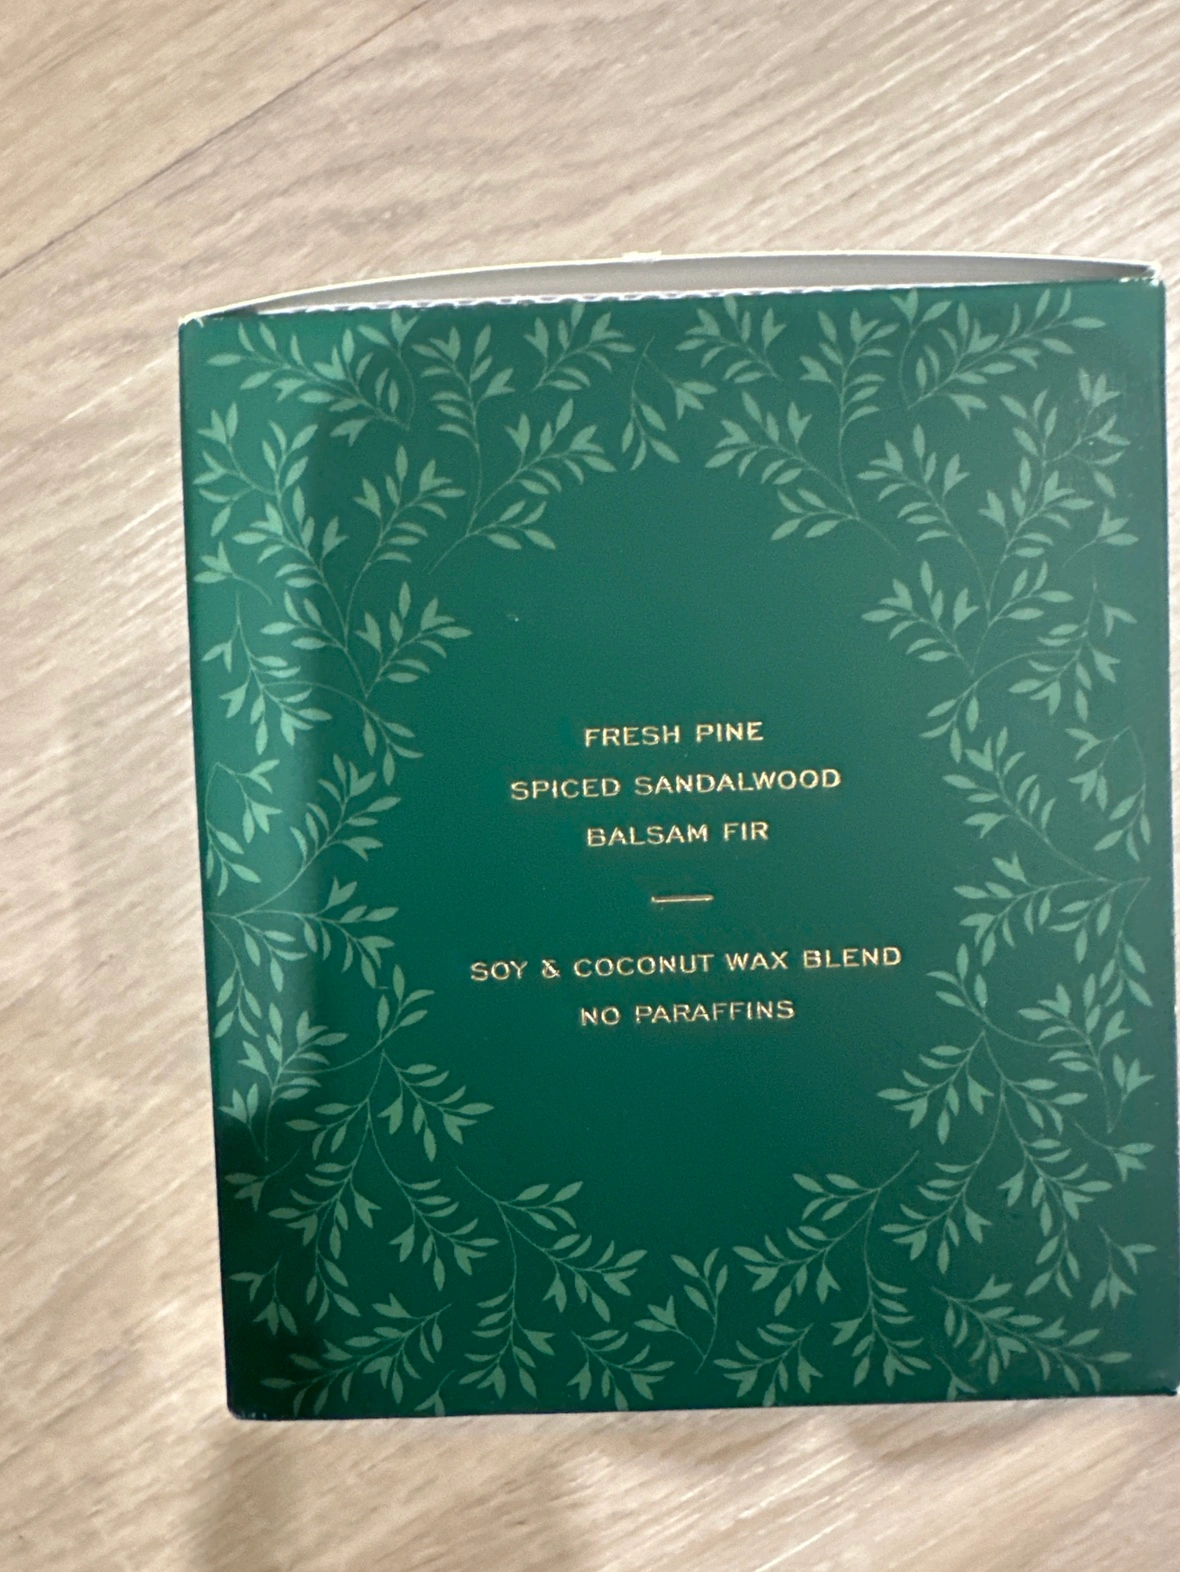 FRESH PINE
SPICED SANDALWOOD
BALSAM FIR
SOY & COCONUT WAX BLEND
NO PARAFFINS